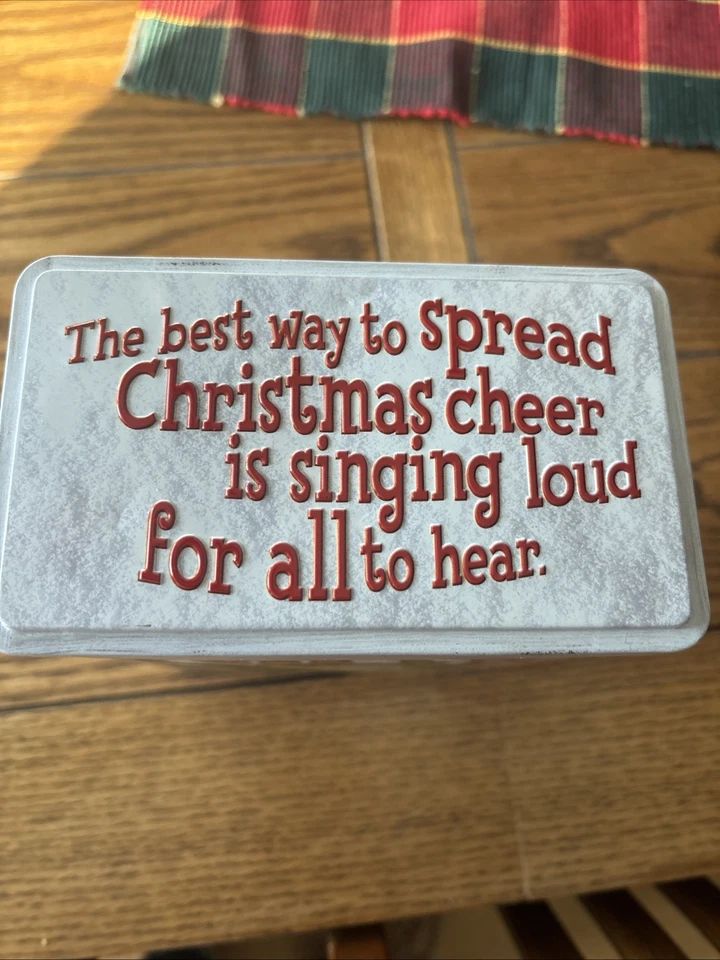 The best way to spread
Christmas cheer
is singing loud
for all to hear.